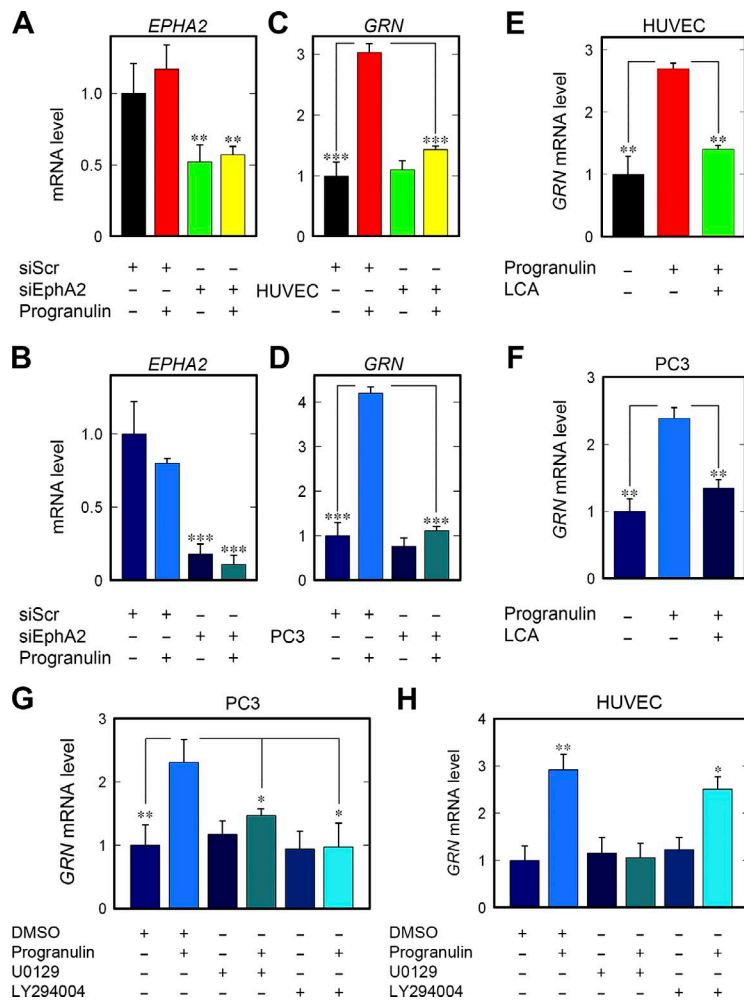 A
EPHA2
mRNA level
1.0
0.5
0
**
**
siScr + + – –
siEphA2 – – + +
Progranulin – + – +
C
GRN
3
2
1
0
***
***
HUVEC
+ + – –
– – + +
– + – +
E
HUVEC
GRN mRNA level
3
2
1
0
**
**
Progranulin – + +
LCA – – +
B
EPHA2
mRNA level
1.0
0.5
0
***
***
siScr + + – –
siEphA2 – – + +
Progranulin – + – +
D
GRN
4
3
2
1
0
***
***
PC3
+ + – –
– – + +
– + – +
F
PC3
GRN mRNA level
3
2
1
0
**
**
Progranulin – + +
LCA – – +
G
PC3
GRN mRNA level
3
2
1
0
**
*
*
DMSO + + – – – –
Progranulin – + – + – +
U0129 – – + + – –
LY294004 – – – – + +
H
HUVEC
GRN mRNA level
4
3
2
1
0
**
*
DMSO + + – – – –
Progranulin – + – + – +
U0129 – – + + – –
LY294004 – – – – + +